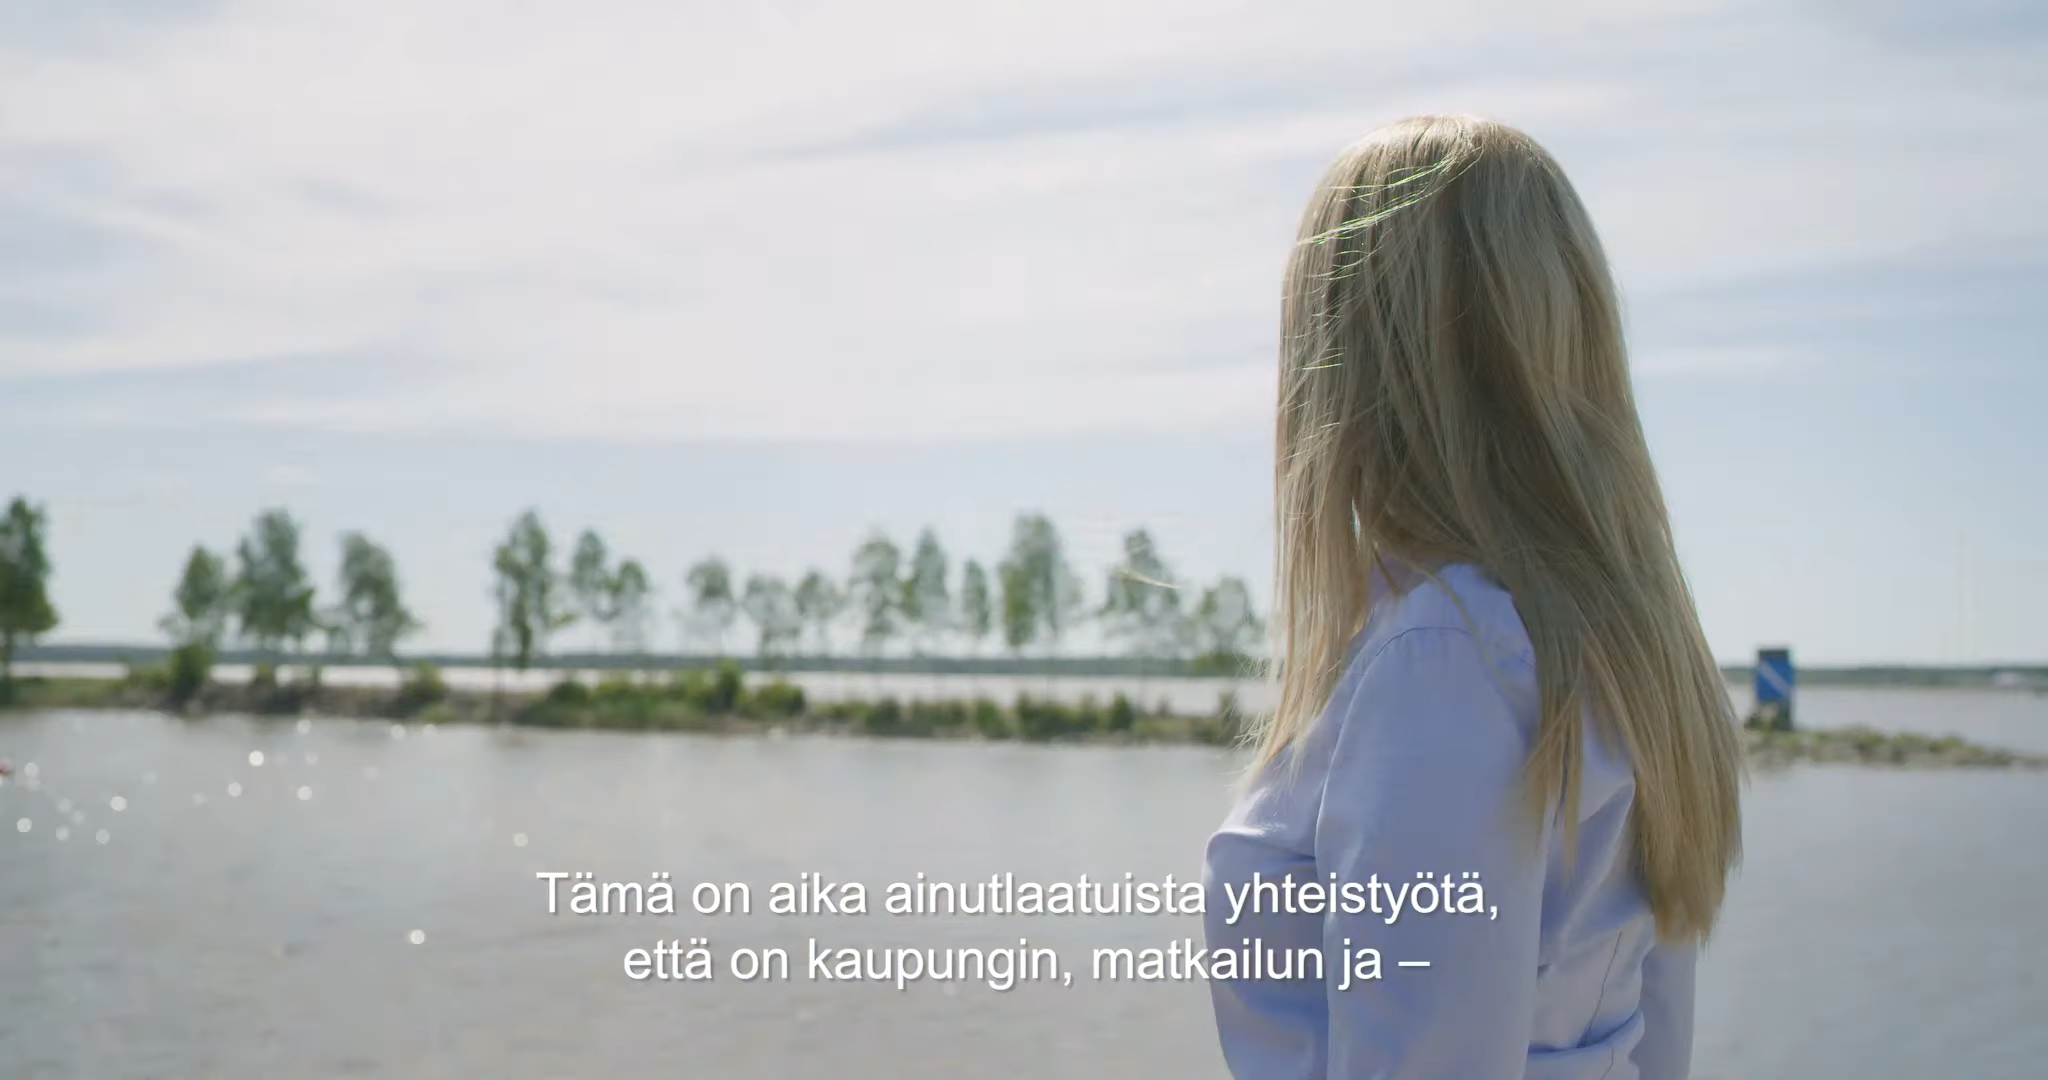 Tämä on aika ainutlaatuista yhteistyötä,
että on kaupungin, matkailun ja –